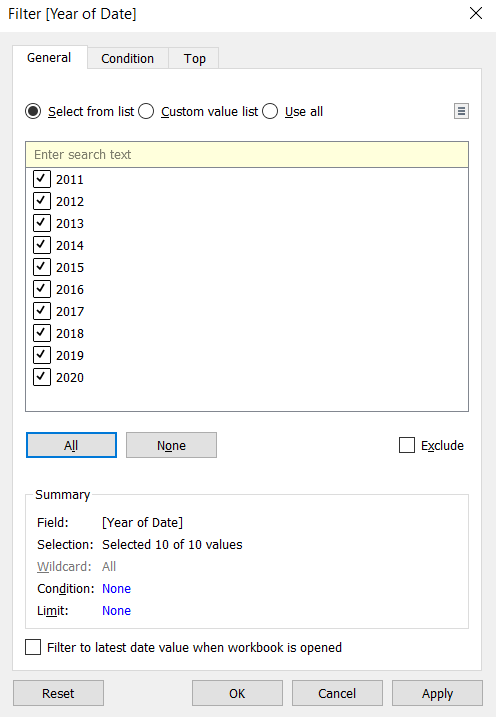 Filter [Year of Date]
General Condition Top
Select from list Custom value list Use all
Enter search text
2011
2012
2013
2014
2015
2016
2017
2018
2019
2020
All None Exclude
Summary
Field: [Year of Date]
Selection: Selected 10 of 10 values
Wildcard: All
Condition: None
Limit: None
Filter to latest date value when workbook is opened
Reset OK Cancel Apply